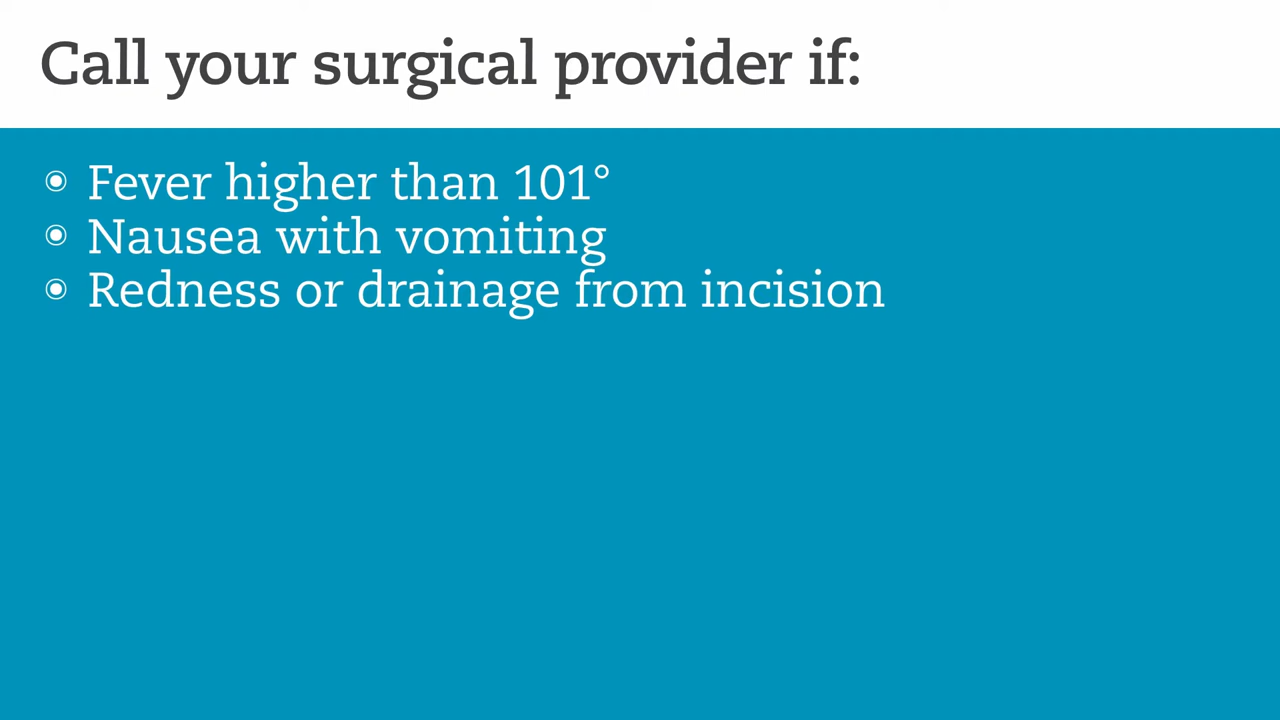 Call your surgical provider if:
Fever higher than 101°
Nausea with vomiting
Redness or drainage from incision